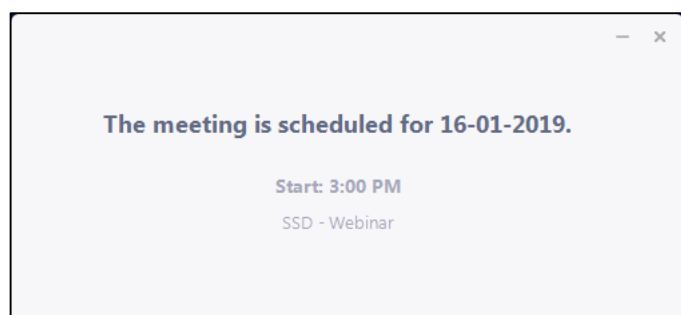 The meeting is scheduled for 16-01-2019.
Start: 3:00 PM
SSD - Webinar